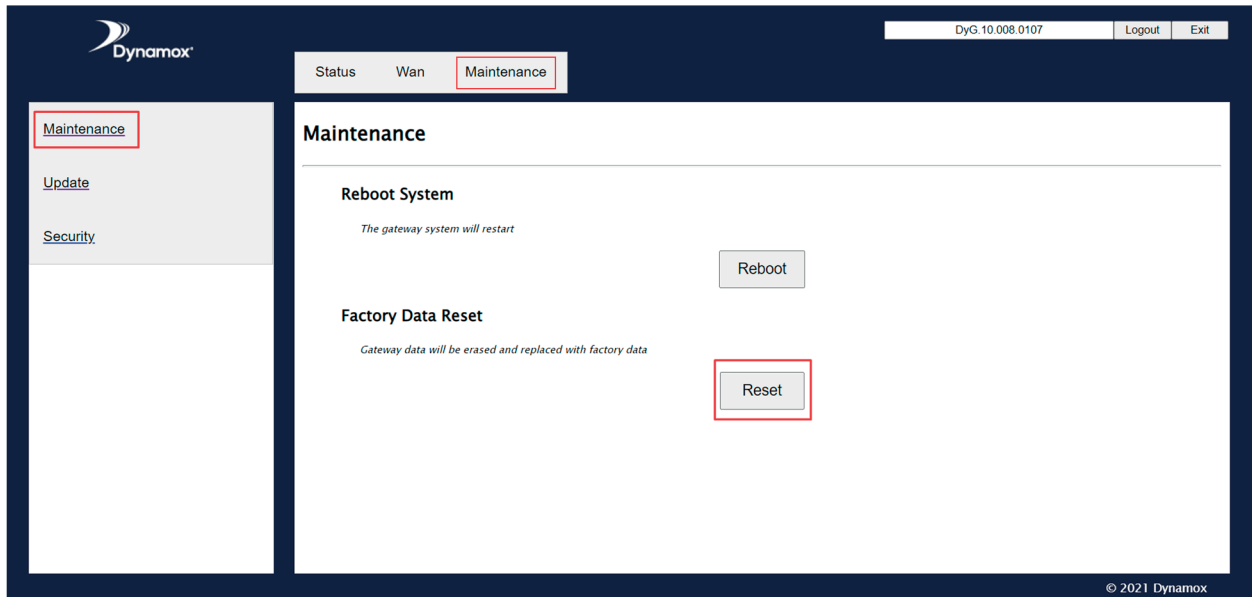 Dynamox
DyG.10.008.0107 Logout Exit
Status Wan Maintenance
Maintenance
Update
Security
Maintenance
Reboot System
The gateway system will restart
Reboot
Factory Data Reset
Gateway data will be erased and replaced with factory data
Reset
© 2021 Dynamox